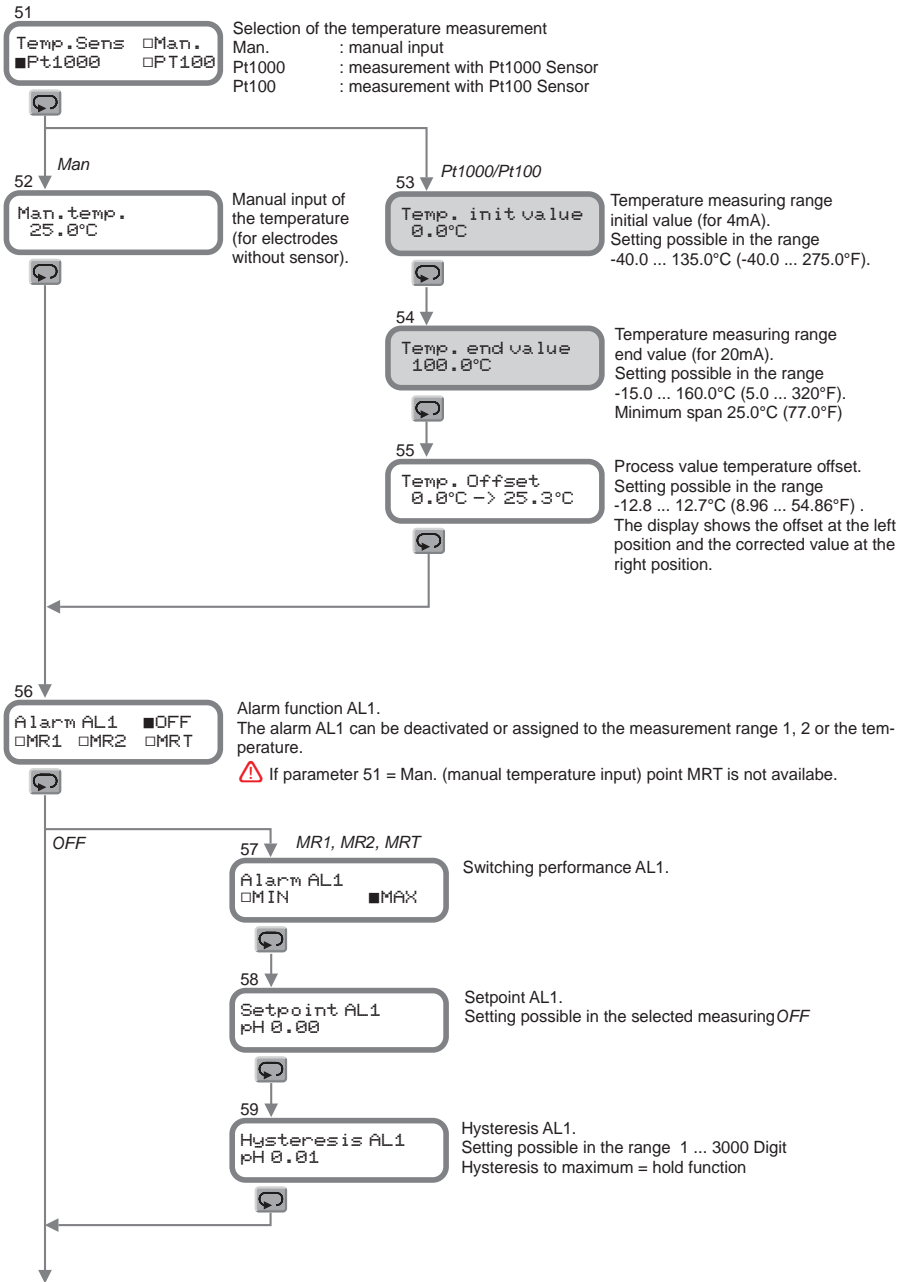 51
Temp.Sens □Man.
■Pt1000 □PT100
Selection of the temperature measurement
Man. : manual input
Pt1000 : measurement with Pt1000 Sensor
Pt100 : measurement with Pt100 Sensor
Man
52
Man.temp.
25.0°C
Manual input of
the temperature
(for electrodes
without sensor).
Pt1000/Pt100
53
Temp. init value
0.0°C
Temperature measuring range
initial value (for 4mA).
Setting possible in the range
-40.0 ... 135.0°C (-40.0 ... 275.0°F).
54
Temp. end value
100.0°C
Temperature measuring range
end value (for 20mA).
Setting possible in the range
-15.0 ... 160.0°C (5.0 ... 320°F).
Minimum span 25.0°C (77.0°F)
55
Temp. Offset
0.0°C -> 25.3°C
Process value temperature offset.
Setting possible in the range
-12.8 ... 12.7°C (8.96 ... 54.86°F) .
The display shows the offset at the left
position and the corrected value at the
right position.
56
Alarm AL1 ■OFF
□MR1 □MR2 □MRT
Alarm function AL1.
The alarm AL1 can be deactivated or assigned to the measurement range 1, 2 or the tem-
perature.
If parameter 51 = Man. (manual temperature input) point MRT is not availabe.
OFF
57
MR1, MR2, MRT
Alarm AL1
□MIN ■MAX
Switching performance AL1.
58
Setpoint AL1
pH 0.00
Setpoint AL1.
Setting possible in the selected measuring OFF
59
Hysteresis AL1
pH 0.01
Hysteresis AL1.
Setting possible in the range 1 ... 3000 Digit
Hysteresis to maximum = hold function